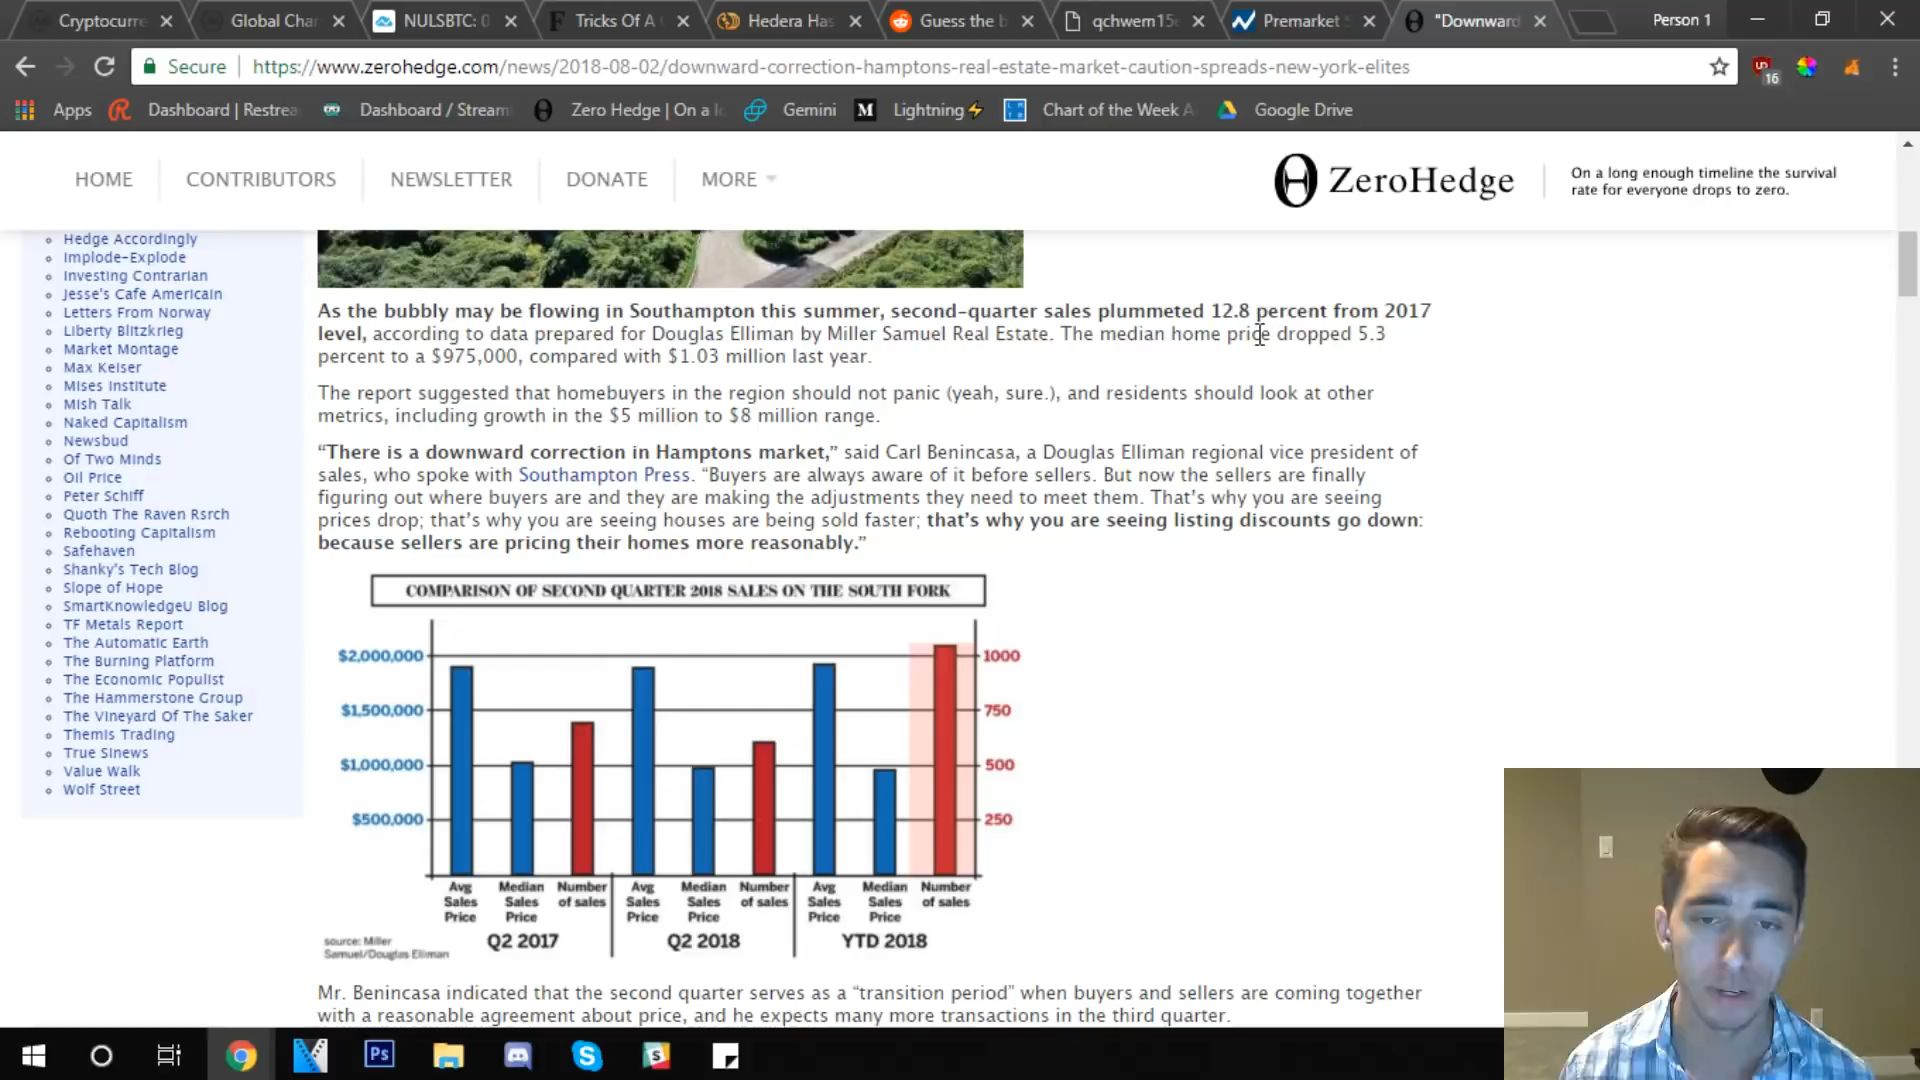 Cryptocurre
Global Char
NULSBTC: 0
Tricks Of A
Hedera Has
Guess the b
qchwem15
Premarket S
"Downward
Person 1
Secure
https://www.zerohedge.com/news/2018-08-02/downward-correction-hamptons-real-estate-market-caution-spreads-new-york-elites
16
Apps
Dashboard | Restrea
Dashboard / Stream
Zero Hedge | On a l
Gemini
Lightning⚡
Chart of the Week A
Google Drive
HOME
CONTRIBUTORS
NEWSLETTER
DONATE
MORE
ZeroHedge
On a long enough timeline the survival
rate for everyone drops to zero.
Hedge Accordingly
Implode-Explode
Investing Contrarian
Jesse's Cafe Americain
Letters From Norway
Liberty Blitzkrieg
Market Montage
Max Keiser
Mises Institute
Mish Talk
Naked Capitalism
Newsbud
Of Two Minds
Oil Price
Peter Schiff
Quoth The Raven Rsrch
Rebooting Capitalism
Safehaven
Shanky's Tech Blog
Slope of Hope
SmartKnowledgeU Blog
TF Metals Report
The Automatic Earth
The Burning Platform
The Economic Populist
The Hammerstone Group
The Vineyard Of The Saker
Themis Trading
True Sinews
Value Walk
Wolf Street
As the bubbly may be flowing in Southampton this summer, second-quarter sales plummeted 12.8 percent from 2017
level, according to data prepared for Douglas Elliman by Miller Samuel Real Estate. The median home price dropped 5.3
percent to a $975,000, compared with $1.03 million last year.
The report suggested that homebuyers in the region should not panic (yeah, sure.), and residents should look at other
metrics, including growth in the $5 million to $8 million range.
“There is a downward correction in Hamptons market,” said Carl Benincasa, a Douglas Elliman regional vice president of
sales, who spoke with Southampton Press. “Buyers are always aware of it before sellers. But now the sellers are finally
figuring out where buyers are and they are making the adjustments they need to meet them. That’s why you are seeing
prices drop; that’s why you are seeing houses are being sold faster; that’s why you are seeing listing discounts go down:
because sellers are pricing their homes more reasonably.”
COMPARISON OF SECOND QUARTER 2018 SALES ON THE SOUTH FORK
$2,000,000
1000
$1,500,000
750
$1,000,000
500
$500,000
250
Avg Sales Price
Median Sales Price
Number of sales
Avg Sales Price
Median Sales Price
Number of sales
Avg Sales Price
Median Sales Price
Number of sales
Q2 2017
Q2 2018
YTD 2018
source: Miller
Samuel/Douglas Elliman
Mr. Benincasa indicated that the second quarter serves as a “transition period” when buyers and sellers are coming together
with a reasonable agreement about price, and he expects many more transactions in the third quarter.
Ps